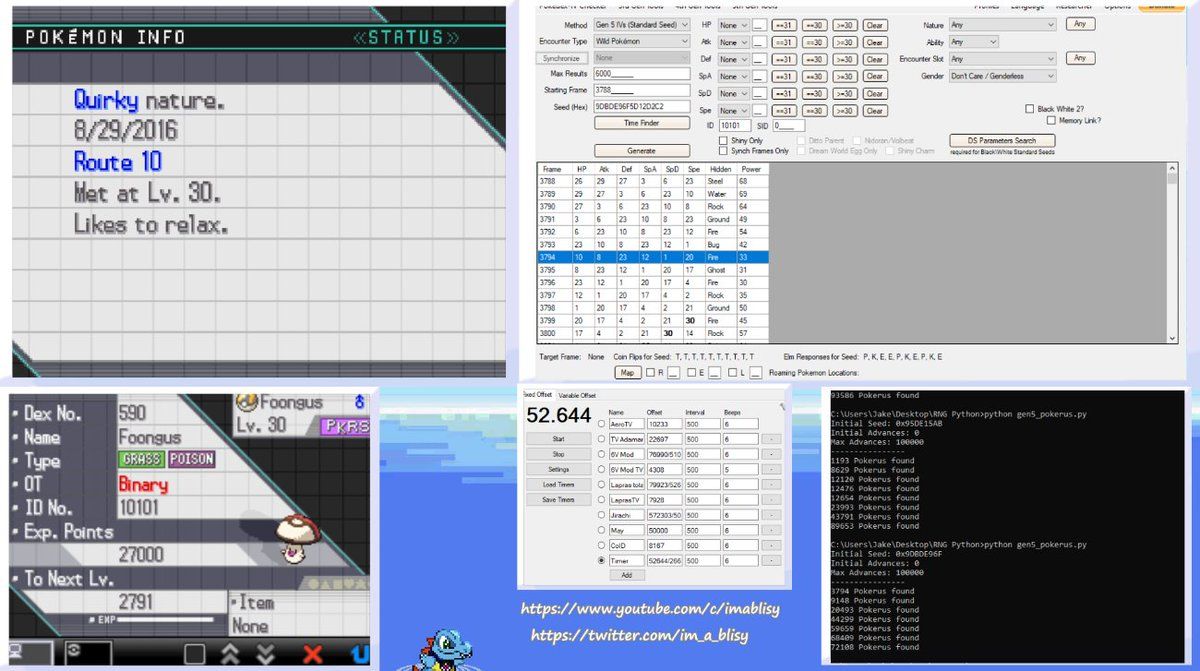 POKéMON INFO
«STATUS»
Quirky nature.
8/29/2016
Route 10
Met at Lv. 30.
Likes to relax.
Profiles Language Researcher Options Donate
Method Gen 5 IVs (Standard Seed)
Encounter Type Wild Pokémon
Synchronize None
Max Results 6000
Starting Frame 3788
Seed (Hex) 9DBDE96F5D12D2C2
Time Finder
Generate
HP None ==31 ==30 >=30 Clear
Atk None ==31 ==30 >=30 Clear
Def None ==31 ==30 >=30 Clear
SpA None ==31 ==30 >=30 Clear
SpD None ==31 ==30 >=30 Clear
Spe None ==31 ==30 >=30 Clear
ID 10101 SID 0
Shiny Only Ditto Parent Nidoran/Volbeat
Synch Frames Only Dream World Egg Only Shiny Charm
Nature Any Any
Ability Any
Encounter Slot Any Any
Gender Don't Care / Genderless
Black White 2?
Memory Link?
DS Parameters Search
required for Black\White Standard Seeds
Frame HP Atk Def SpA SpD Spe Hidden Power
3788 26 29 27 3 6 23 Steel 68
3789 29 27 3 6 23 10 Water 69
3790 27 3 6 23 10 8 Rock 64
3791 3 6 23 10 8 23 Ground 49
3792 6 23 10 8 23 12 Fire 54
3793 23 10 8 23 12 1 Bug 42
3794 10 8 23 12 1 20 Fire 33
3795 8 23 12 1 20 17 Ghost 31
3796 23 12 1 20 17 4 Fire 30
3797 12 1 20 17 4 2 Rock 35
3798 1 20 17 4 2 21 Ground 50
3799 20 17 4 2 21 30 Fire 45
3800 17 4 2 21 30 14 Rock 57
Target Frame: None Coin Flips for Seed: T, T, T, T, T, T, T, T, T, T Elm Responses for Seed: P, K, E, E, P, K, E, P, K, E
Map R E L Roaming Pokemon Locations:
Dex No. 590
Name Foongus
Type GRASS POISON
OT Binary
ID No. 10101
Exp. Points
27000
To Next Lv.
2791
EXP
Foongus
Lv. 30 PKRS
Item
None
Fixed Offset Variable Offset
52.644
Start
Stop
Settings
Load Timers
Save Timers
Name Offset Interval Beeps
AeroTV 10233 500 6
TV Adamar 22697 500 6
6V Mod 76990/510 500 6
6V Mod TV 4308 500 5
Lapras tota 79923/526 500 6
LaprasTV 7928 500 6
Jirachi 572303/50 500 6
May 50000 500 6
CoID 8167 500 6
Timer 52644/266 500 6
Add
https://www.youtube.com/c/imablisy
https://twitter.com/im_a_blisy
93586 Pokerus found
C:\Users\Jake\Desktop\RNG Python>python gen5_pokerus.py
Initial Seed: 0x95DE15AB
Initial Advances: 0
Max Advances: 100000
-----------------
1193 Pokerus found
8629 Pokerus found
12120 Pokerus found
12476 Pokerus found
12654 Pokerus found
23993 Pokerus found
43791 Pokerus found
89653 Pokerus found
C:\Users\Jake\Desktop\RNG Python>python gen5_pokerus.py
Initial Seed: 0x9DBDE96F
Initial Advances: 0
Max Advances: 100000
-----------------
3794 Pokerus found
9148 Pokerus found
20493 Pokerus found
44299 Pokerus found
59659 Pokerus found
68409 Pokerus found
72108 Pokerus found